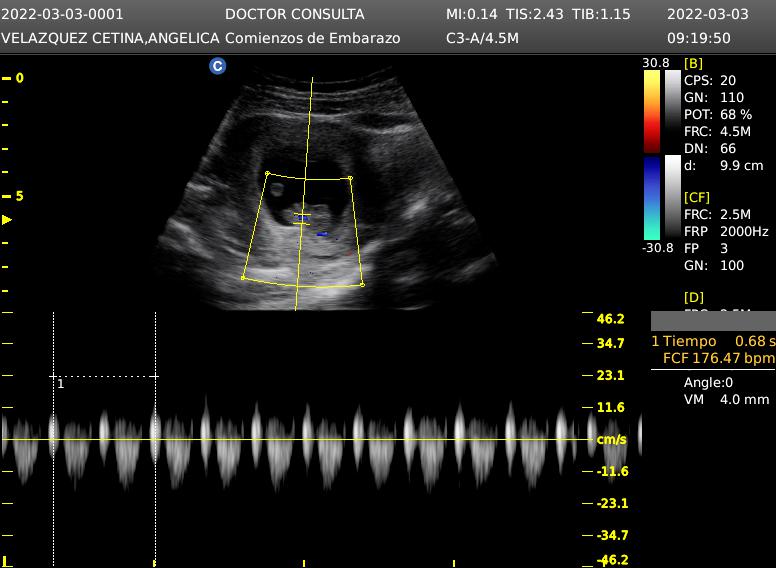 2022-03-03-0001 DOCTOR CONSULTA MI:0.14 TIS:2.43 TIB:1.15 2022-03-03
VELAZQUEZ CETINA,ANGELICA Comienzos de Embarazo C3-A/4.5M 09:19:50
C
0
5
30.8
-30.8
[B]
CPS: 20
GN: 110
POT: 68 %
FRC: 4.5M
DN: 66
d: 9.9 cm
[CF]
FRC: 2.5M
FRP 2000Hz
FP 3
GN: 100
[D]
1 Tiempo 0.68 s
FCF 176.47 bpm
Angle:0
VM 4.0 mm
1
46.2
34.7
23.1
11.6
cm/s
-11.6
-23.1
-34.7
-46.2